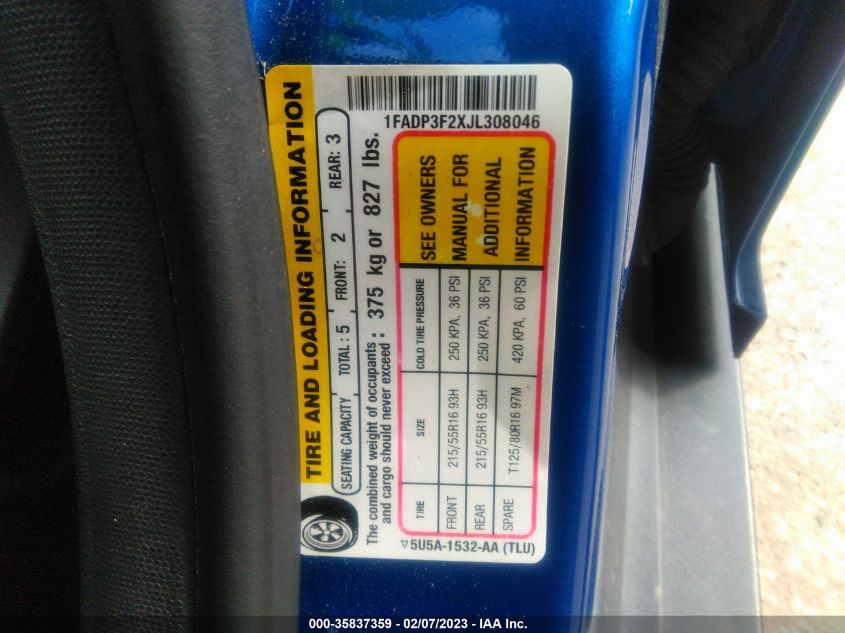 1FADP3F2XJL308046
TIRE AND LOADING INFORMATION
SEATING CAPACITY TOTAL: 5 FRONT: 2 REAR: 3
The combined weight of occupants
and cargo should never exceed : 375 kg or 827 lbs.
TIRE SIZE COLD TIRE PRESSURE
FRONT 215/55R16 93H 250 KPA, 36 PSI
REAR 215/55R16 93H 250 KPA, 36 PSI
SPARE T125/80R16 97M 420 KPA, 60 PSI
SEE OWNERS
MANUAL FOR
ADDITIONAL
INFORMATION
▽5U5A-1532-AA (TLU)
000-35837359 — 02/07/2023 — IAA Inc.